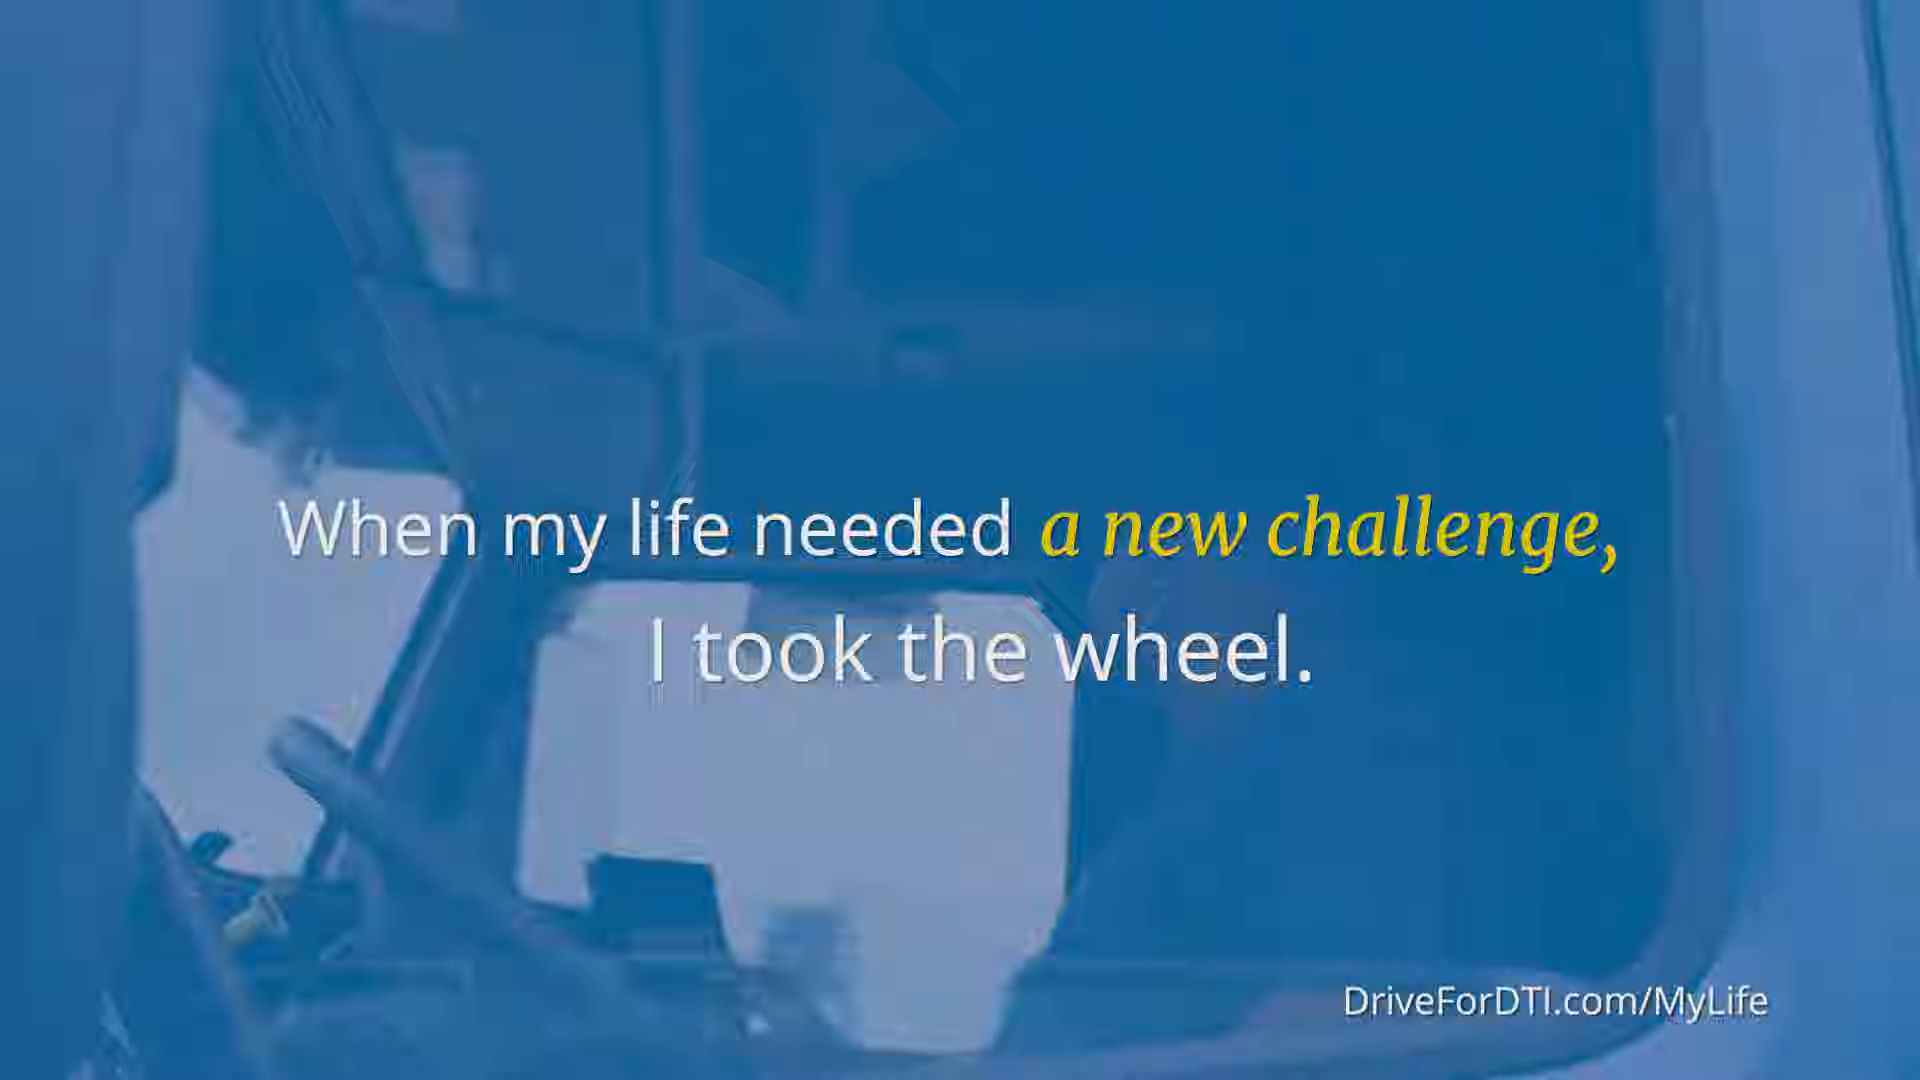 When my life needed a new challenge,
I took the wheel.
DriveForDTI.com/MyLife